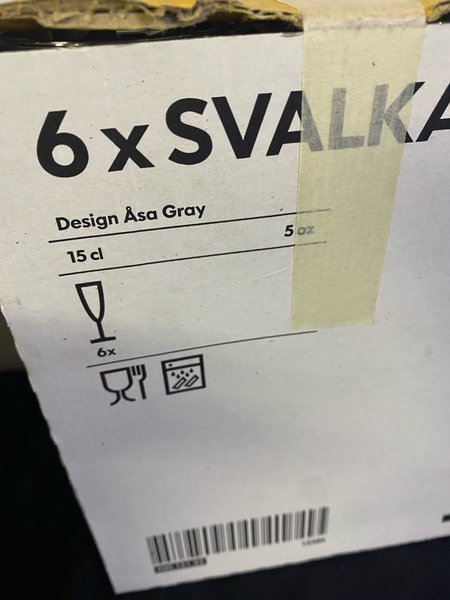 6 x SVALKA
Design Åsa Gray
15 cl 5 oz
6x